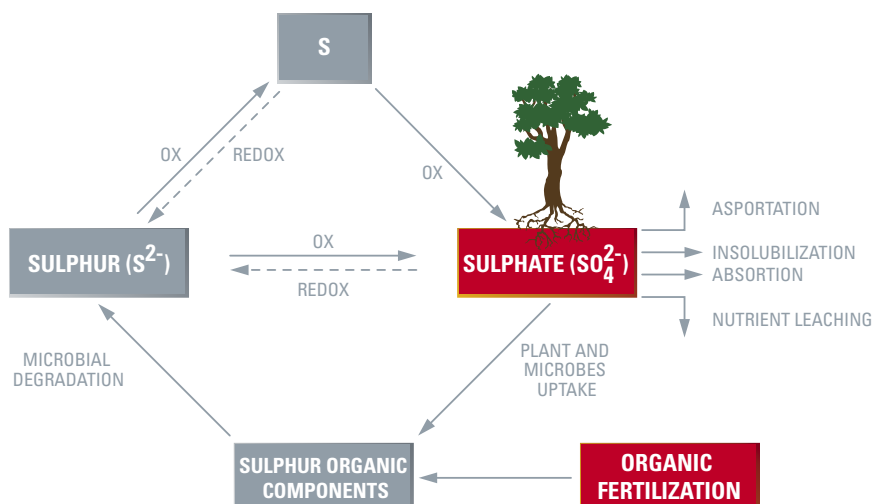 S
OX
REDOX
OX
ASPORTATION
SULPHUR (S²⁻)
OX
REDOX
SULPHATE (SO₄²⁻)
INSOLUBILIZATION
ABSORTION
NUTRIENT LEACHING
MICROBIAL
DEGRADATION
PLANT AND
MICROBES
UPTAKE
SULPHUR ORGANIC
COMPONENTS
ORGANIC
FERTILIZATION